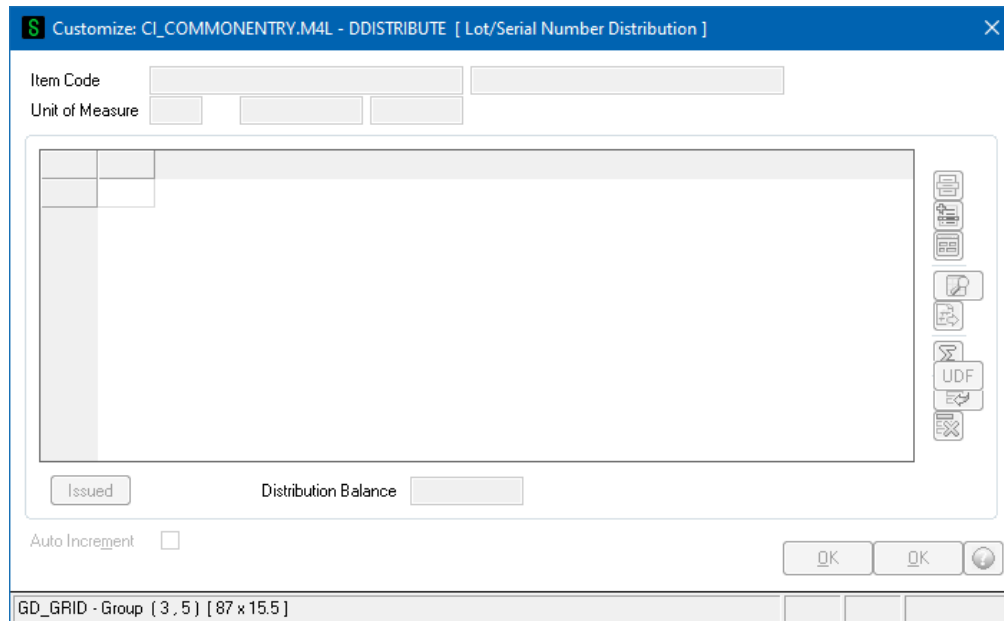 S Customize: CI_COMMONENTRY.M4L - DDISTRIBUTE [ Lot/Serial Number Distribution ]
Item Code
Unit of Measure
UDF
Issued
Distribution Balance
Auto Increment
OK
OK
GD_GRID - Group ( 3 , 5 ) [ 87 x 15.5 ]